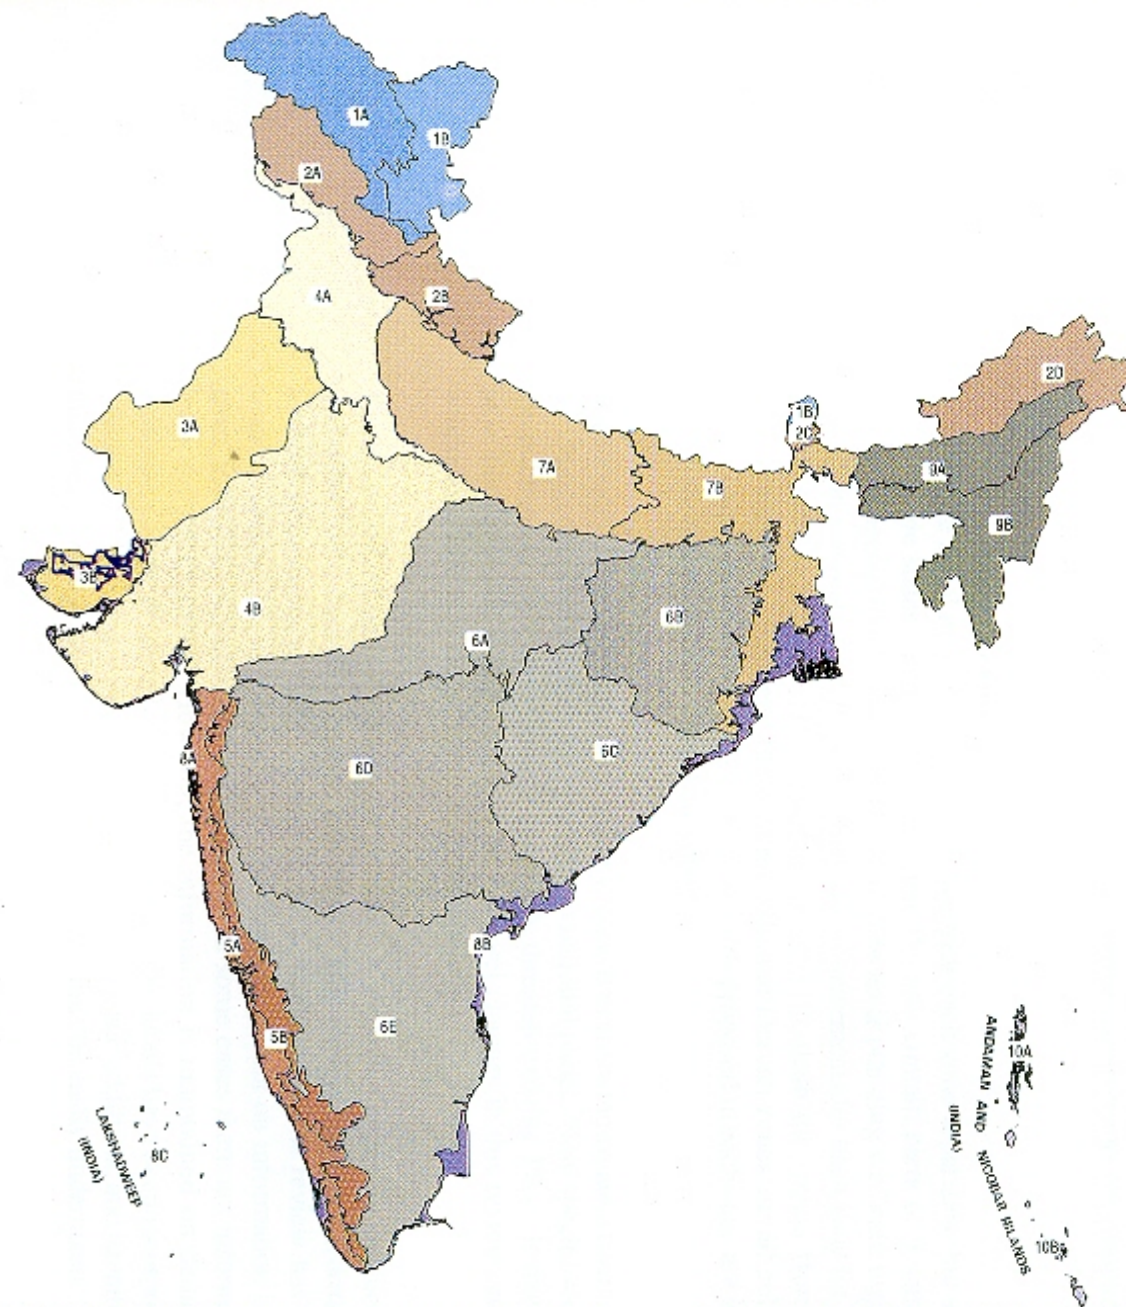 1A
1B
2A
4A
2B
2D
3A
1B
2C
7A
7B
9A
9B
3B
4B
6B
6A
6C
8A
6D
5A
8B
6E
5B
10A
ANDAMAN AND NICOBAR ISLANDS
(INDIA)
LAKSHADWEEP
(INDIA)
8C
10B